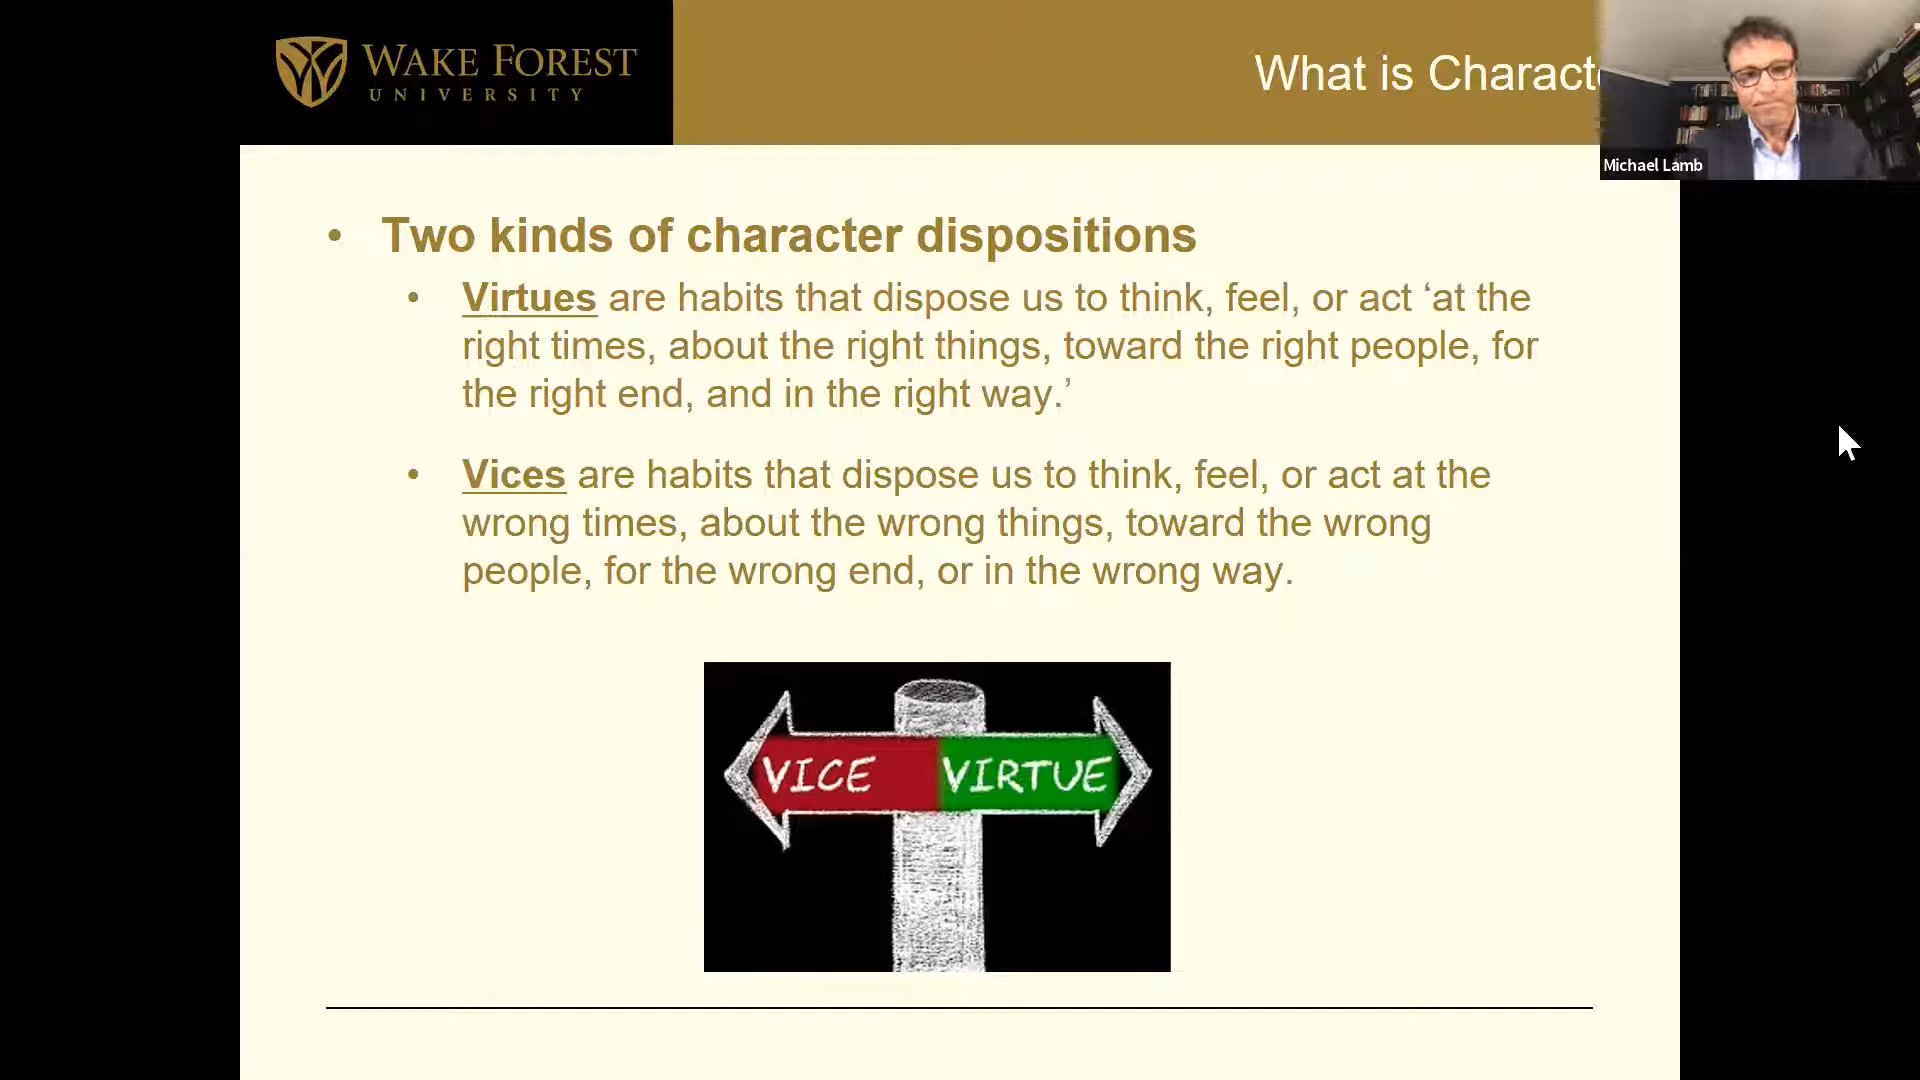 WAKE FOREST
UNIVERSITY
What is Charact
Michael Lamb
• Two kinds of character dispositions
• Virtues are habits that dispose us to think, feel, or act ‘at the
right times, about the right things, toward the right people, for
the right end, and in the right way.’
• Vices are habits that dispose us to think, feel, or act at the
wrong times, about the wrong things, toward the wrong
people, for the wrong end, or in the wrong way.
VICE VIRTUE